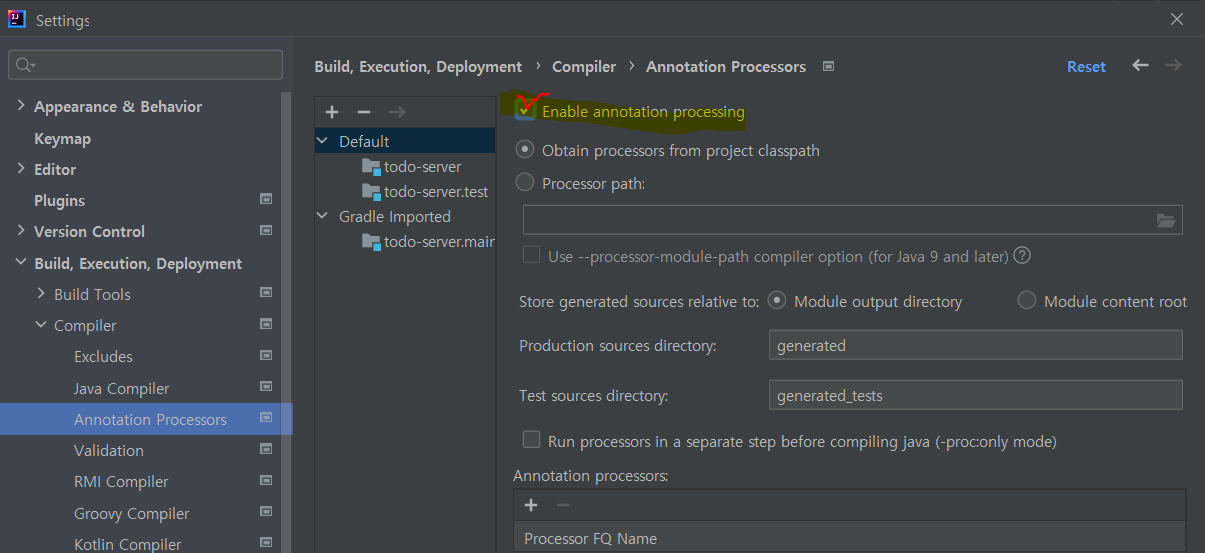 Settings
Build, Execution, Deployment › Compiler › Annotation Processors
Reset
Appearance & Behavior
Keymap
Editor
Plugins
Version Control
Build, Execution, Deployment
Build Tools
Compiler
Excludes
Java Compiler
Annotation Processors
Validation
RMI Compiler
Groovy Compiler
Kotlin Compiler
Default
todo-server
todo-server.test
Gradle Imported
todo-server.main
Enable annotation processing
Obtain processors from project classpath
Processor path:
Use --processor-module-path compiler option (for Java 9 and later) ?
Store generated sources relative to: Module output directory Module content root
Production sources directory: generated
Test sources directory: generated_tests
Run processors in a separate step before compiling java (-proc:only mode)
Annotation processors:
Processor FQ Name